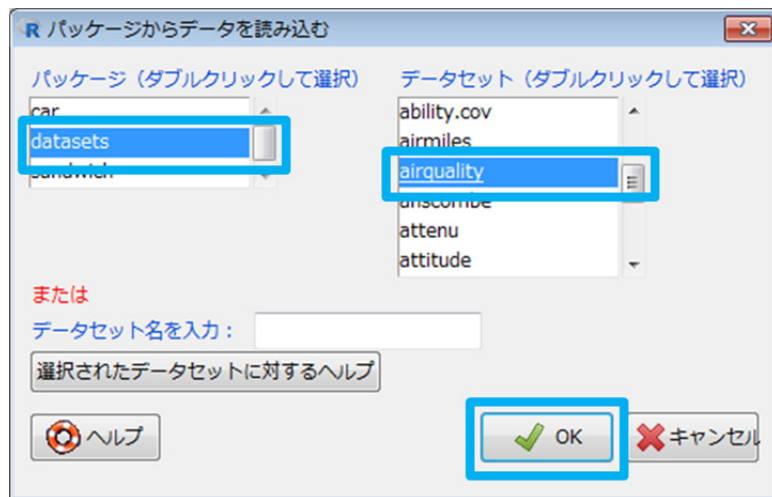 R パッケージからデータを読み込む
パッケージ（ダブルクリックして選択）
car
datasets
sandwich
データセット（ダブルクリックして選択）
ability.cov
airmiles
airquality
anscombe
attenu
attitude
または
データセット名を入力：
選択されたデータセットに対するヘルプ
ヘルプ
OK
キャンセル